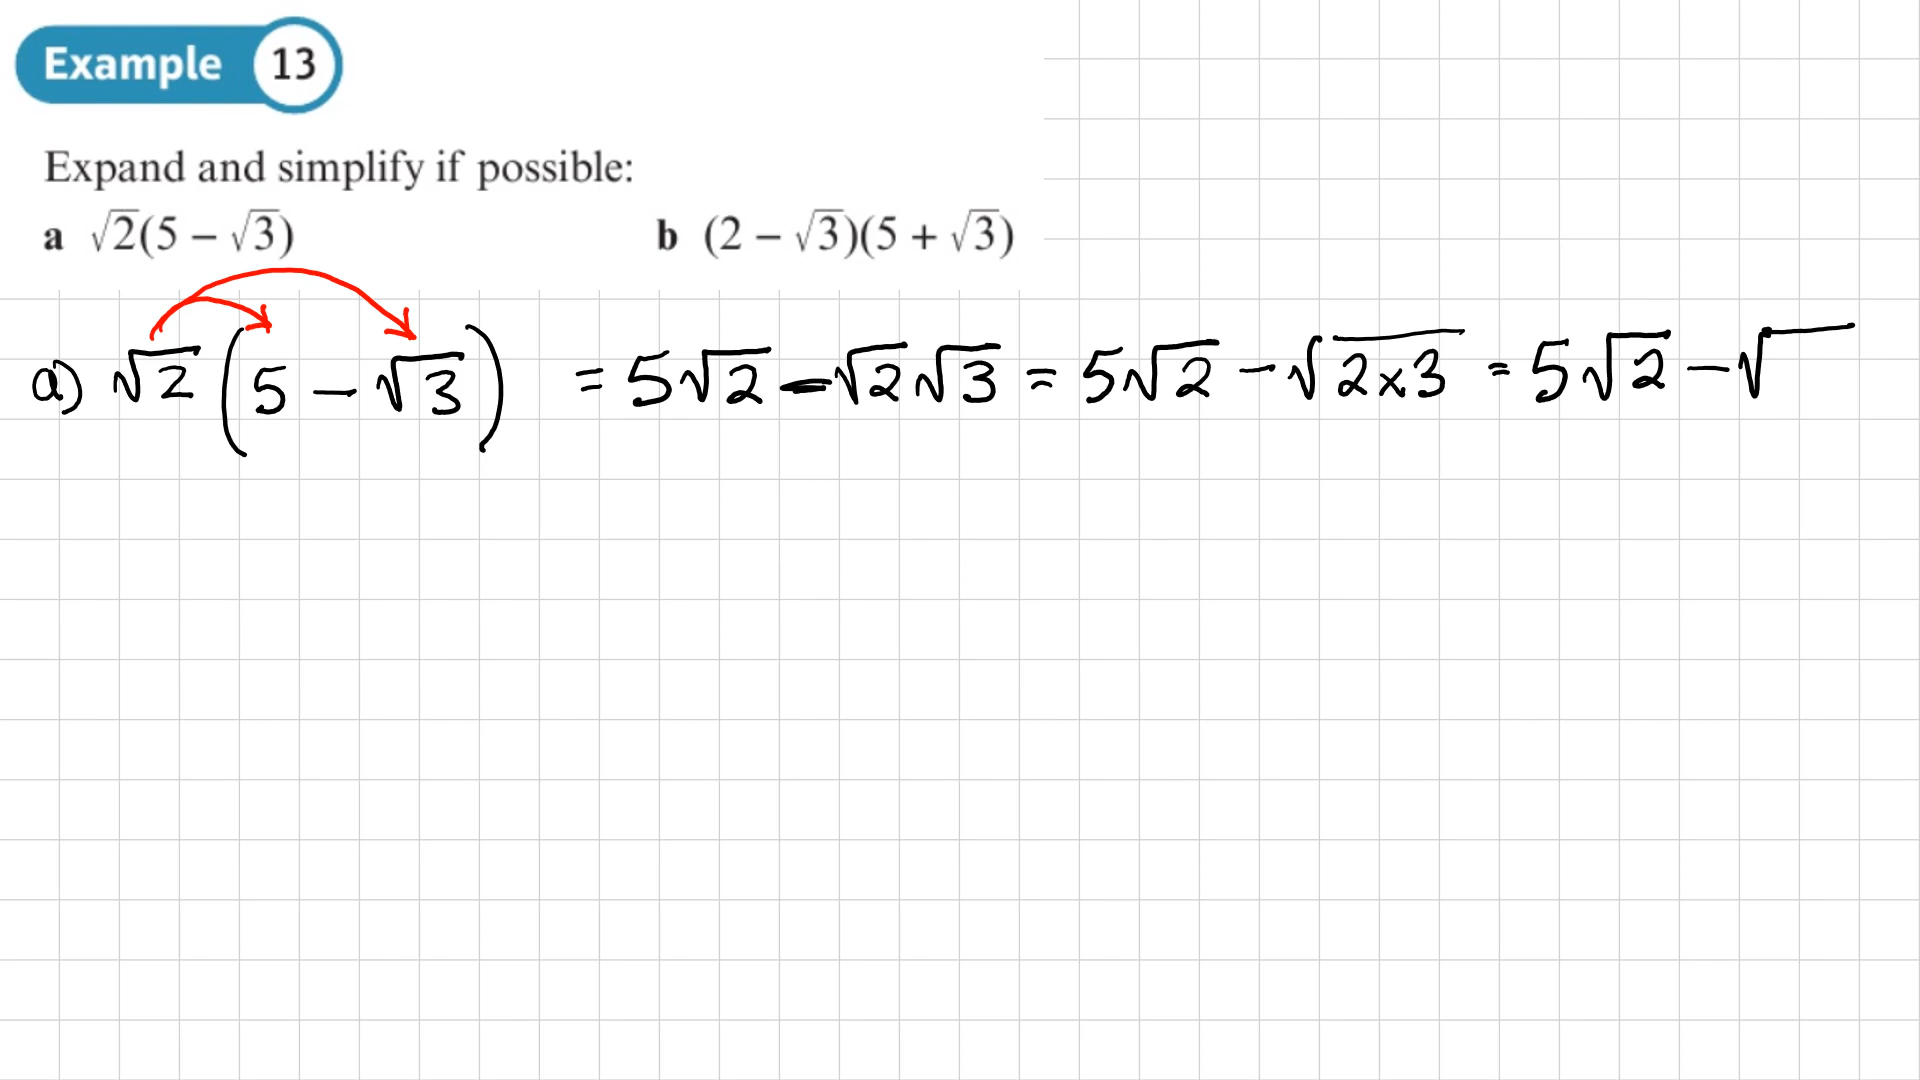 Example 13
Expand and simplify if possible:
a √2(5 − √3) b (2 − √3)(5 + √3)
a) √2 (5 − √3) = 5√2 − √2 √3 = 5√2 − √2×3 = 5√2 − √